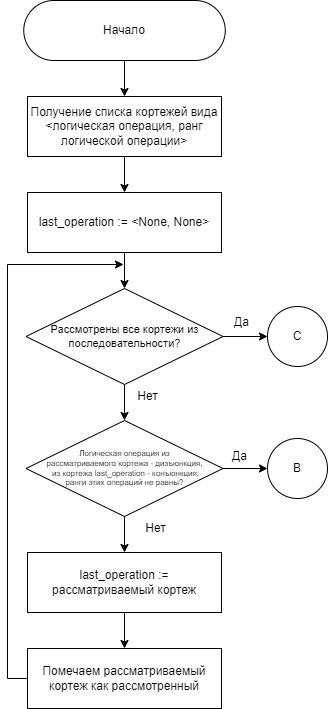 Начало
Получение списка кортежей вида
<логическая операция, ранг
логической операции>
last_operation := <None, None>
Рассмотрены все кортежи из
последовательности?
Да
C
Нет
Логическая операция из
рассматриваемого кортежа - дизъюнкция,
из кортежа last_operation - конъюнкция;
ранги этих операций не равны?
Да
B
Нет
last_operation :=
рассматриваемый кортеж
Помечаем рассматриваемый
кортеж как рассмотренный